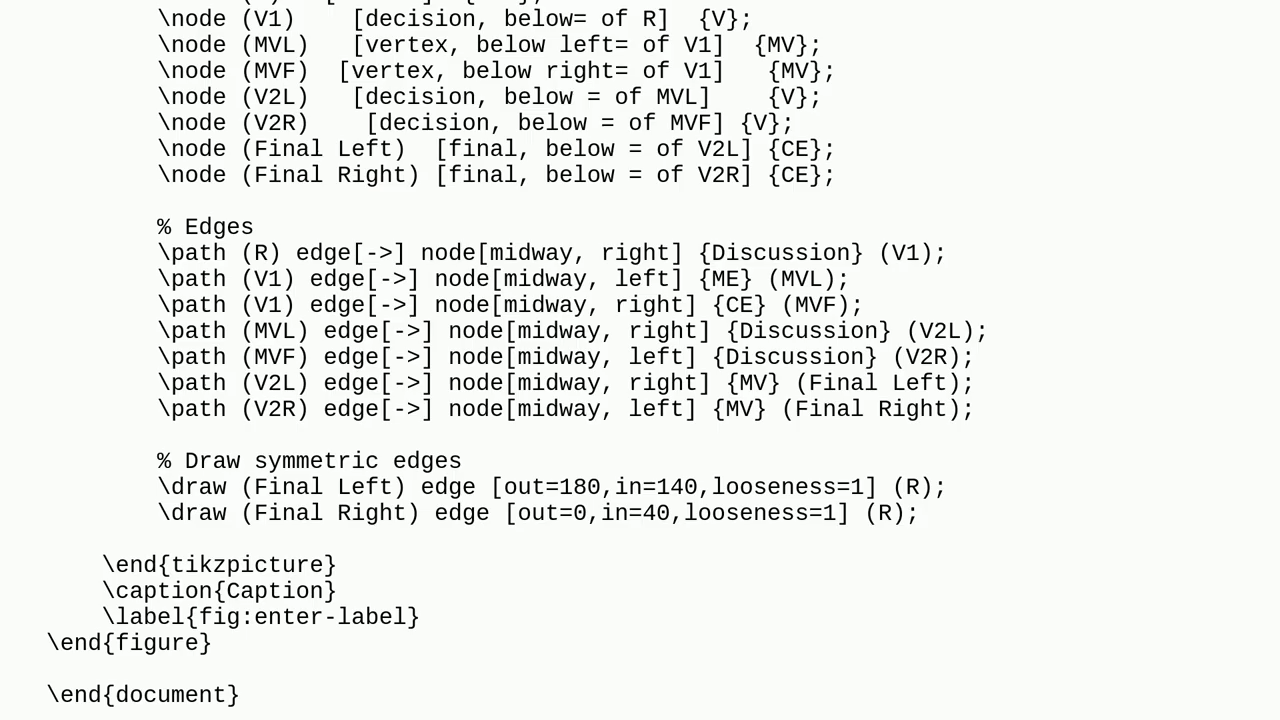 \node (V1)    [decision, below= of R]  {V};
\node (MVL)   [vertex, below left= of V1]  {MV};
\node (MVF)  [vertex, below right= of V1]   {MV};
\node (V2L)   [decision, below = of MVL]    {V};
\node (V2R)    [decision, below = of MVF] {V};
\node (Final Left)  [final, below = of V2L] {CE};
\node (Final Right) [final, below = of V2R] {CE};
% Edges
\path (R) edge[->] node[midway, right] {Discussion} (V1);
\path (V1) edge[->] node[midway, left] {ME} (MVL);
\path (V1) edge[->] node[midway, right] {CE} (MVF);
\path (MVL) edge[->] node[midway, right] {Discussion} (V2L);
\path (MVF) edge[->] node[midway, left] {Discussion} (V2R);
\path (V2L) edge[->] node[midway, right] {MV} (Final Left);
\path (V2R) edge[->] node[midway, left] {MV} (Final Right);
% Draw symmetric edges
\draw (Final Left) edge [out=180,in=140,looseness=1] (R);
\draw (Final Right) edge [out=0,in=40,looseness=1] (R);
\end{tikzpicture}
\caption{Caption}
\label{fig:enter-label}
\end{figure}
\end{document}